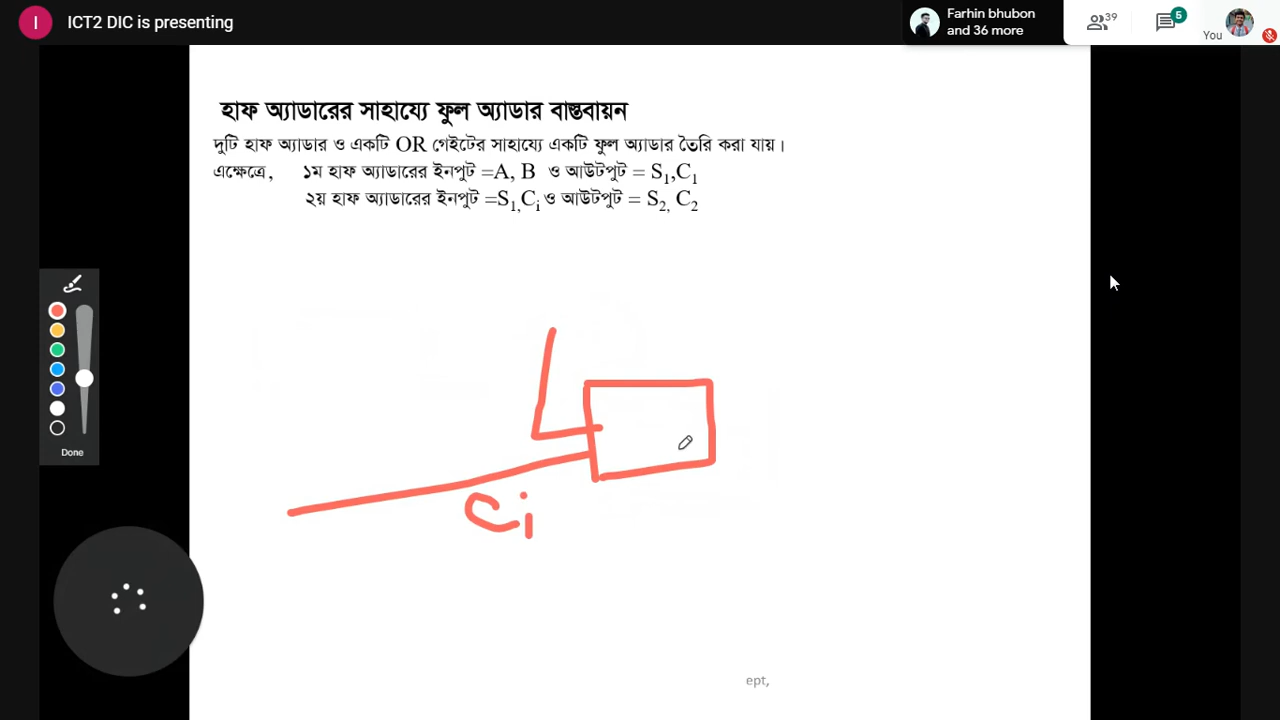 ICT2 DIC is presenting
Farhin bhubon
and 36 more
39
5
You
হাফ অ্যাডারের সাহায্যে ফুল অ্যাডার বাস্তবায়ন
দুটি হাফ অ্যাডার ও একটি OR গেইটের সাহায্যে একটি ফুল অ্যাডার তৈরি করা যায়।
এক্ষেত্রে, ১ম হাফ অ্যাডারের ইনপুট =A, B ও আউটপুট = S1,C1
২য় হাফ অ্যাডারের ইনপুট =S1,Ci ও আউটপুট = S2, C2
Ci
Done
ept,